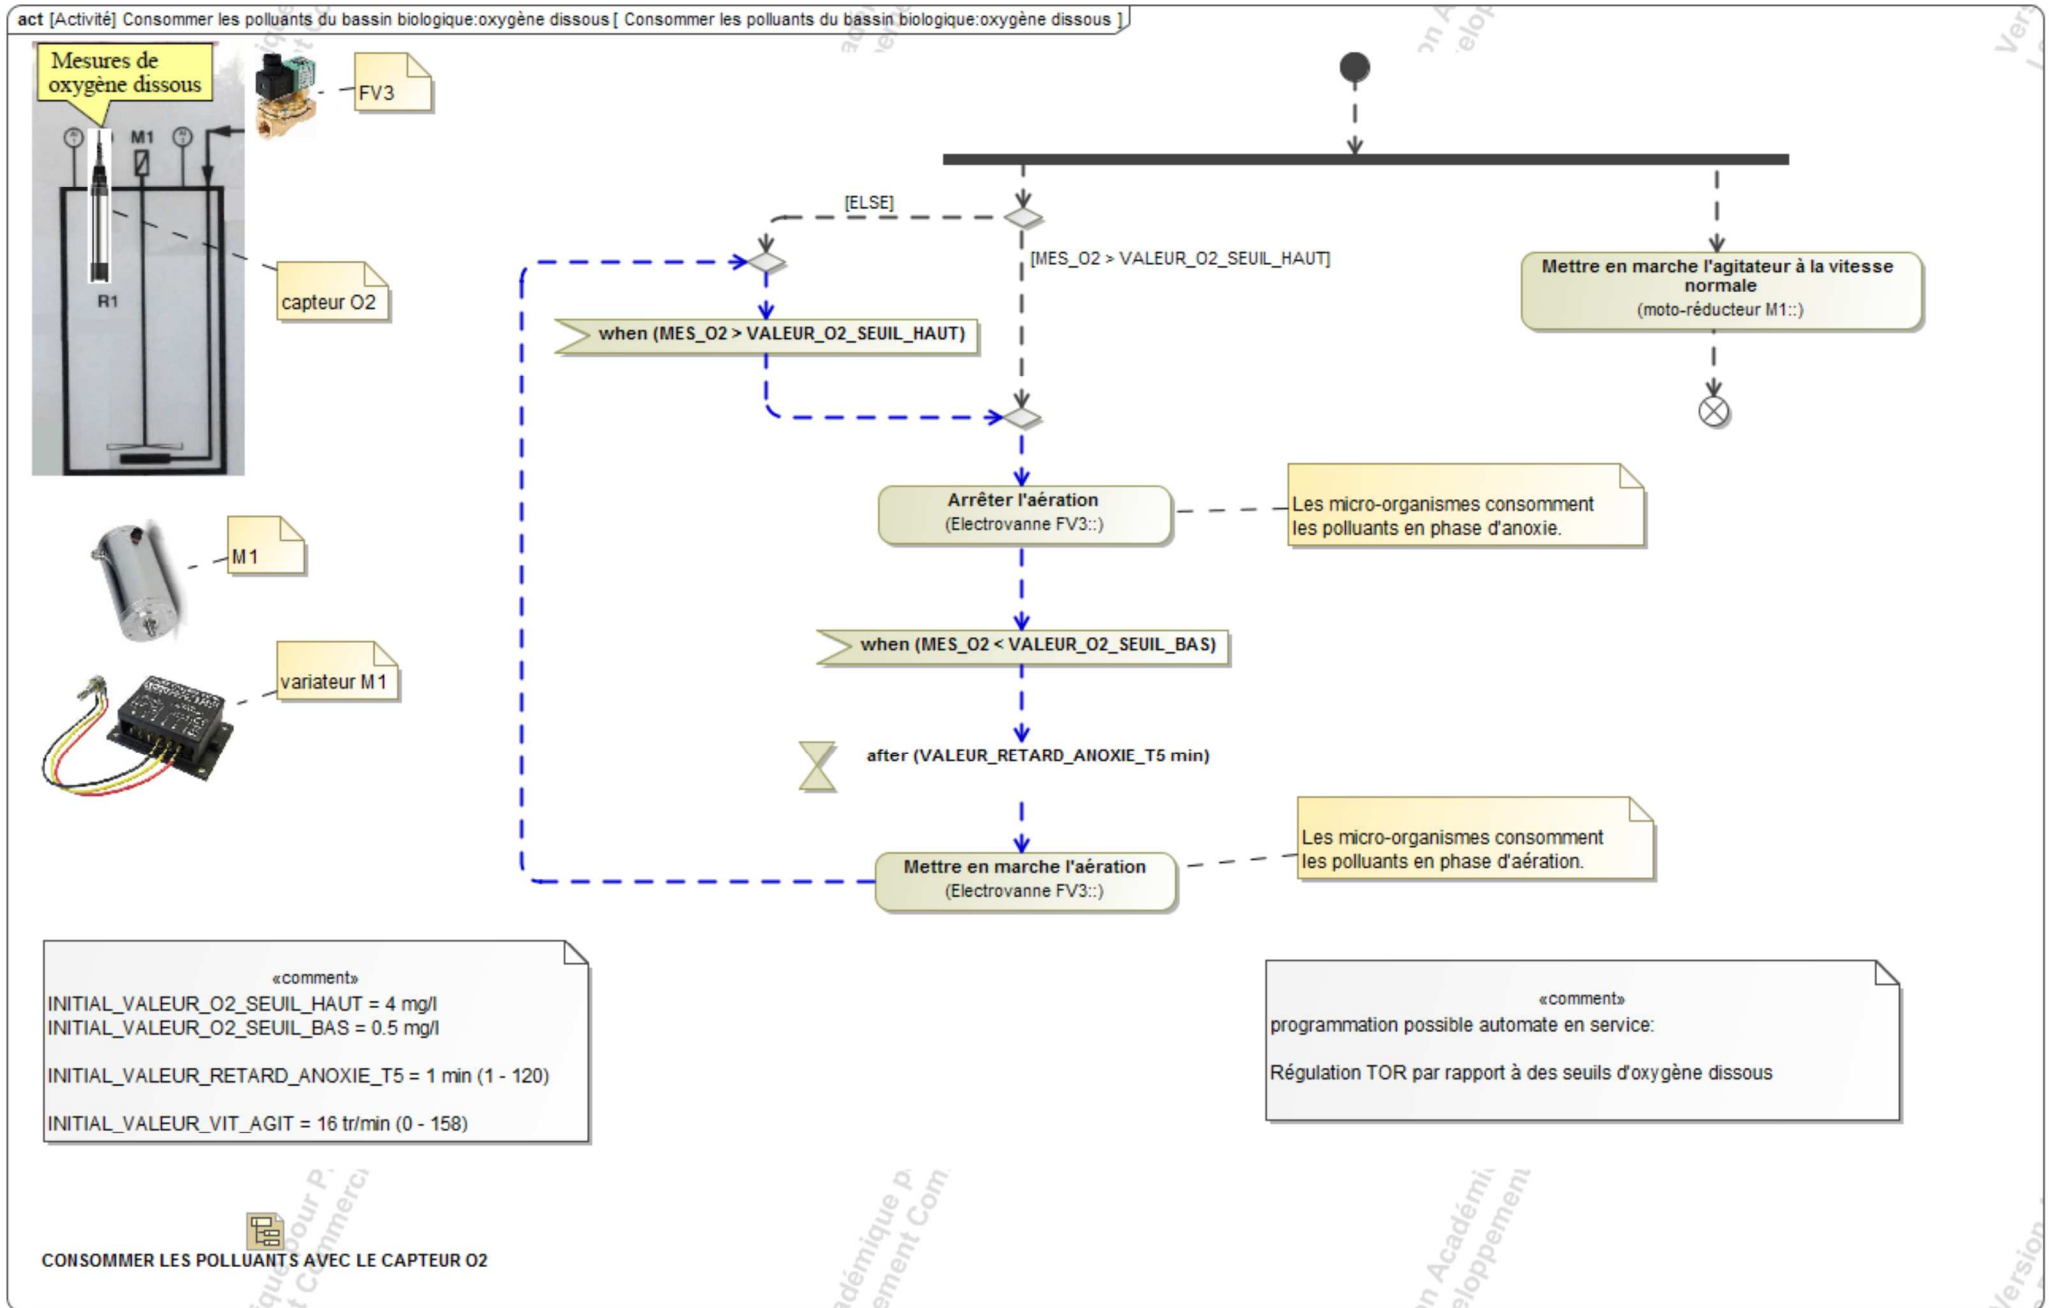 act [Activité] Consommer les polluants du bassin biologique:oxygène dissous [ Consommer les polluants du bassin biologique:oxygène dissous ]
Mesures de
oxygène dissous
FV3
M1
R1
capteur O2
M1
variateur M1
[ELSE]
[MES_O2 > VALEUR_O2_SEUIL_HAUT]
when (MES_O2 > VALEUR_O2_SEUIL_HAUT)
Mettre en marche l'agitateur à la vitesse
normale
(moto-réducteur M1::)
Arrêter l'aération
(Electrovanne FV3::)
Les micro-organismes consomment
les polluants en phase d'anoxie.
when (MES_O2 < VALEUR_O2_SEUIL_BAS)
after (VALEUR_RETARD_ANOXIE_T5 min)
Mettre en marche l'aération
(Electrovanne FV3::)
Les micro-organismes consomment
les polluants en phase d'aération.
«comment»
INITIAL_VALEUR_O2_SEUIL_HAUT = 4 mg/l
INITIAL_VALEUR_O2_SEUIL_BAS = 0.5 mg/l
INITIAL_VALEUR_RETARD_ANOXIE_T5 = 1 min (1 - 120)
INITIAL_VALEUR_VIT_AGIT = 16 tr/min (0 - 158)
«comment»
programmation possible automate en service:
Régulation TOR par rapport à des seuils d'oxygène dissous
CONSOMMER LES POLLUANTS AVEC LE CAPTEUR O2